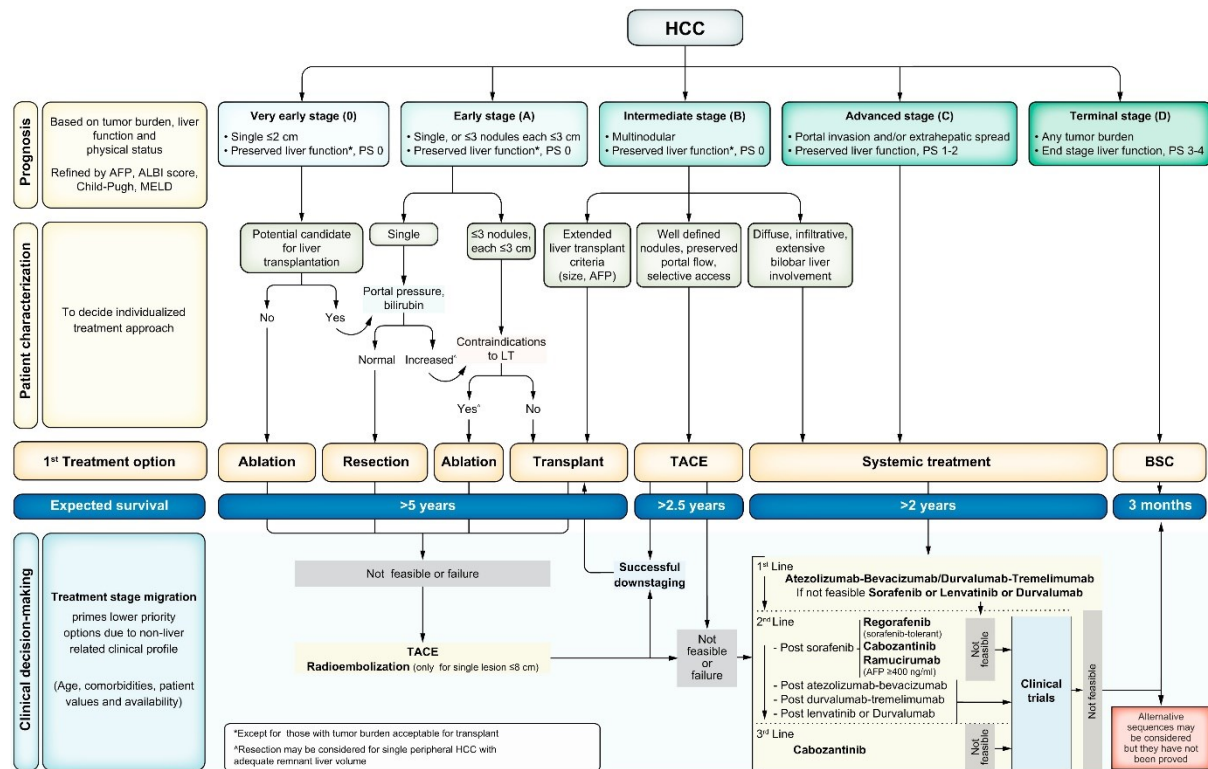 HCC
Prognosis
Based on tumor burden, liver
function and
physical status
Refined by AFP, ALBI score,
Child-Pugh, MELD
Very early stage (0)
• Single ≤2 cm
• Preserved liver function*, PS 0
Early stage (A)
• Single, or ≤3 nodules each ≤3 cm
• Preserved liver function*, PS 0
Intermediate stage (B)
• Multinodular
• Preserved liver function*, PS 0
Advanced stage (C)
• Portal invasion and/or extrahepatic spread
• Preserved liver function, PS 1-2
Terminal stage (D)
• Any tumor burden
• End stage liver function, PS 3-4
Patient characterization
To decide individualized
treatment approach
Potential candidate
for liver
transplantation
Single
≤3 nodules,
each ≤3 cm
Extended
liver transplant
criteria
(size, AFP)
Well defined
nodules, preserved
portal flow,
selective access
Diffuse, infiltrative,
extensive
bilobar liver
involvement
Portal pressure,
bilirubin
No
Yes
Normal
Increased^
Contraindications
to LT
Yes^
No
1st Treatment option
Ablation
Resection
Ablation
Transplant
TACE
Systemic treatment
BSC
Expected survival
>5 years
>2.5 years
>2 years
3 months
Clinical decision-making
Treatment stage migration
primes lower priority
options due to non-liver
related clinical profile
(Age, comorbidities, patient
values and availability)
Not feasible or failure
Successful
downstaging
TACE
Radioembolization (only for single lesion ≤8 cm)
Not
feasible
or
failure
1st Line
Atezolizumab-Bevacizumab/Durvalumab-Tremelimumab
If not feasible Sorafenib or Lenvatinib or Durvalumab
2nd Line
- Post sorafenib
Regorafenib
(sorafenib-tolerant)
Cabozantinib
Ramucirumab
(AFP ≥400 ng/ml)
Not
feasible
- Post atezolizumab-bevacizumab
- Post durvalumab-tremelimumab
- Post lenvatinib or Durvalumab
Clinical
trials
Not feasible
3rd Line
Cabozantinib
Not
feasible
Alternative
sequences may
be considered
but they have not
been proved
*Except for those with tumor burden acceptable for transplant
^Resection may be considered for single peripheral HCC with
adequate remnant liver volume